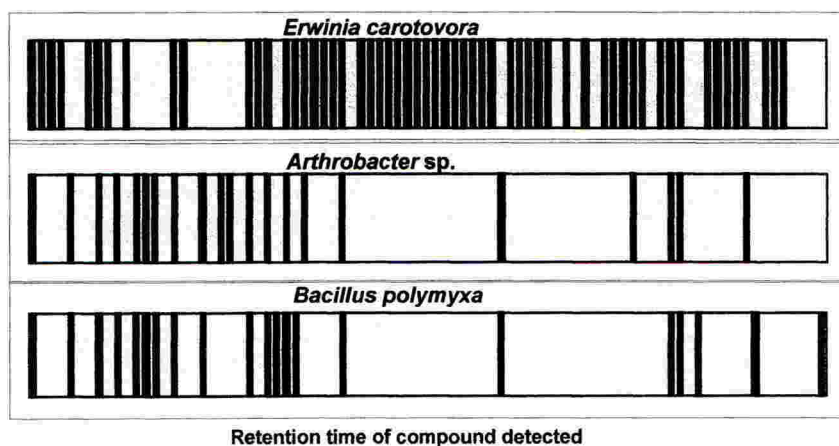 Erwinia carotovora
Arthrobacter sp.
Bacillus polymyxa
Retention time of compound detected